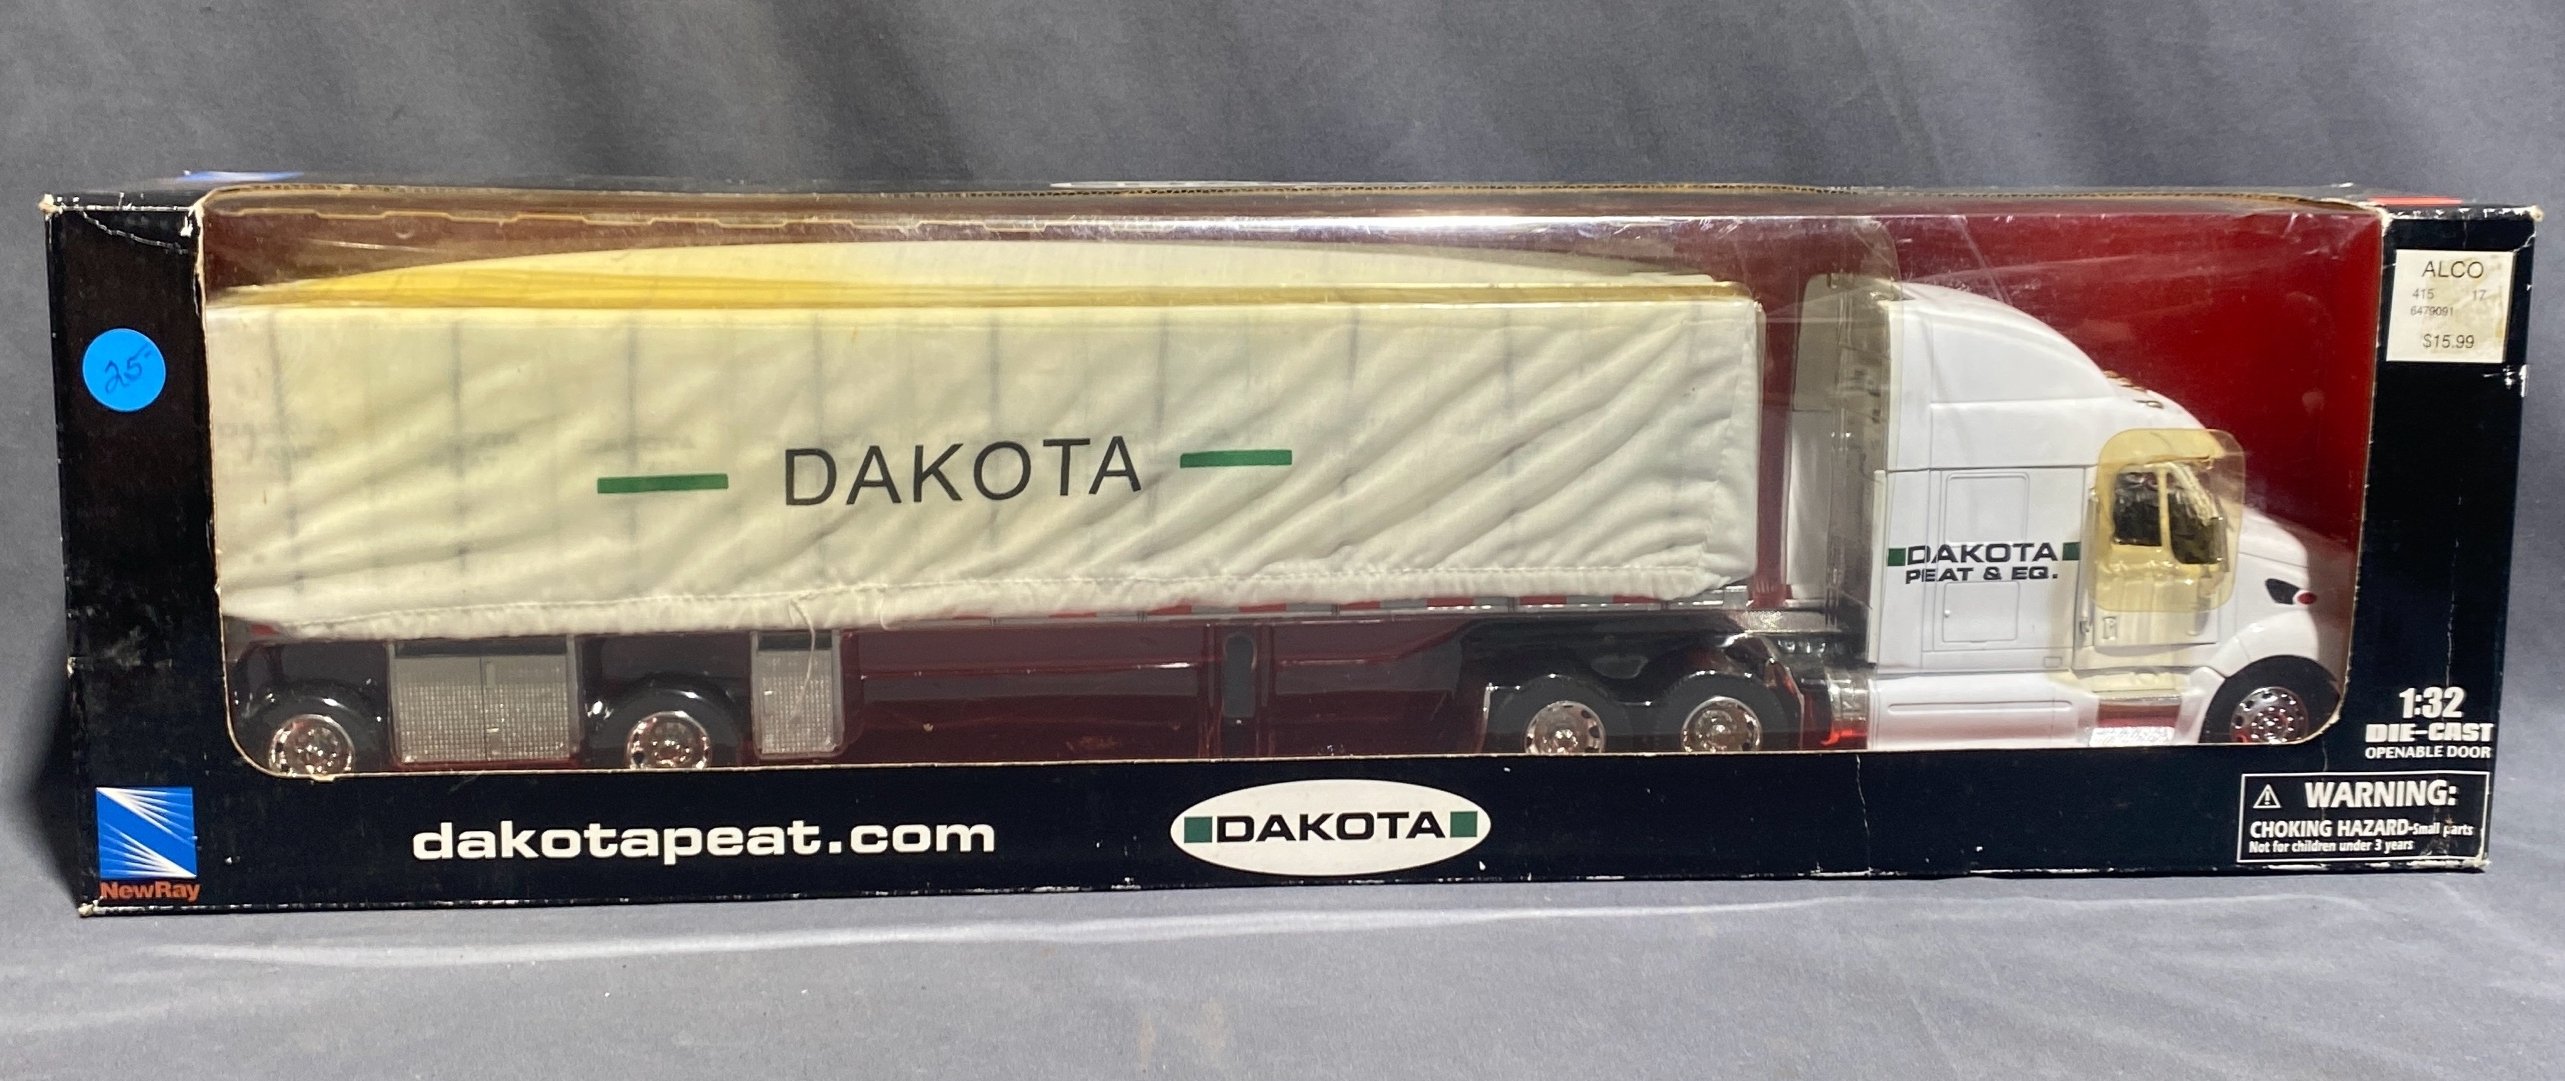 25-
ALCO
415 17
6479091
$15.99
DAKOTA
DAKOTA
PEAT & EQ.
1:32
DIE-CAST
OPENABLE DOOR
WARNING:
CHOKING HAZARD-Small parts
Not for children under 3 years
NewRay
dakotapeat.com
DAKOTA